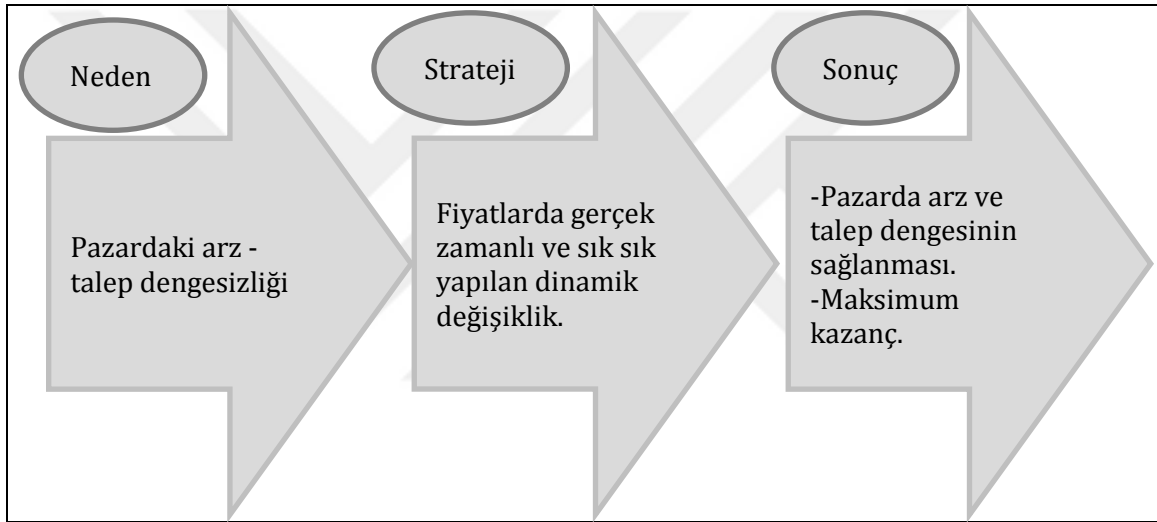 Neden
Pazardaki arz -
talep dengesizliği
Strateji
Fiyatlarda gerçek
zamanlı ve sık sık
yapılan dinamik
değişiklik.
Sonuç
-Pazarda arz ve
talep dengesinin
sağlanması.
-Maksimum
kazanç.